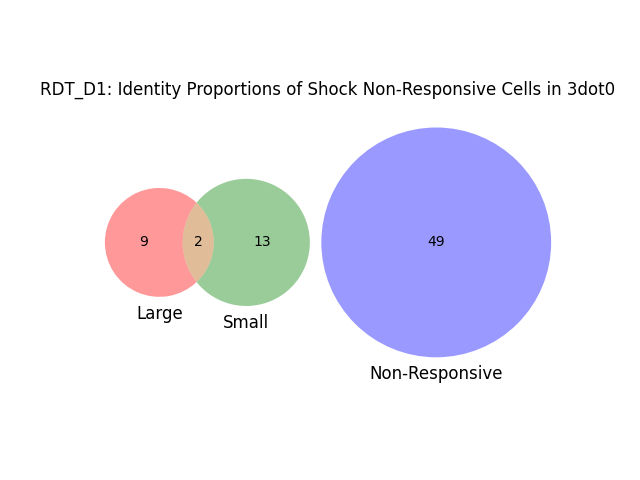 RDT_D1: Identity Proportions of Shock Non-Responsive Cells in 3dot0
9
2
13
49
Large
Small
Non-Responsive